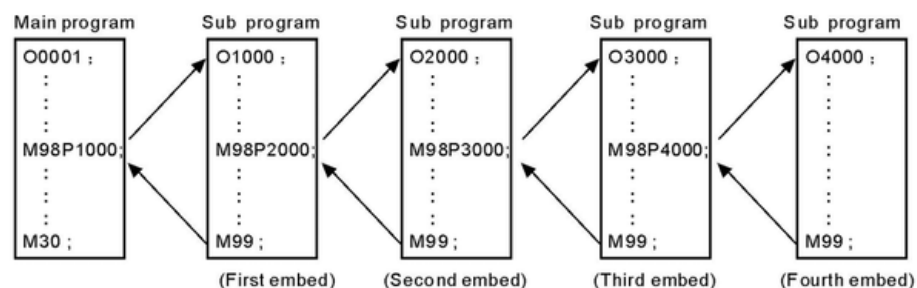 Main program
Sub program
Sub program
Sub program
Sub program
O0001 ;
:
:
:
M98P1000;
:
:
:
M30 ;
O1000 ;
:
:
:
M98P2000;
:
:
:
M99 ;
(First embed)
O2000 ;
:
:
:
M98P3000;
:
:
:
M99 ;
(Second embed)
O3000 ;
:
:
:
M98P4000;
:
:
:
M99 ;
(Third embed)
O4000 ;
:
:
:
:
:
:
:
M99 ;
(Fourth embed)